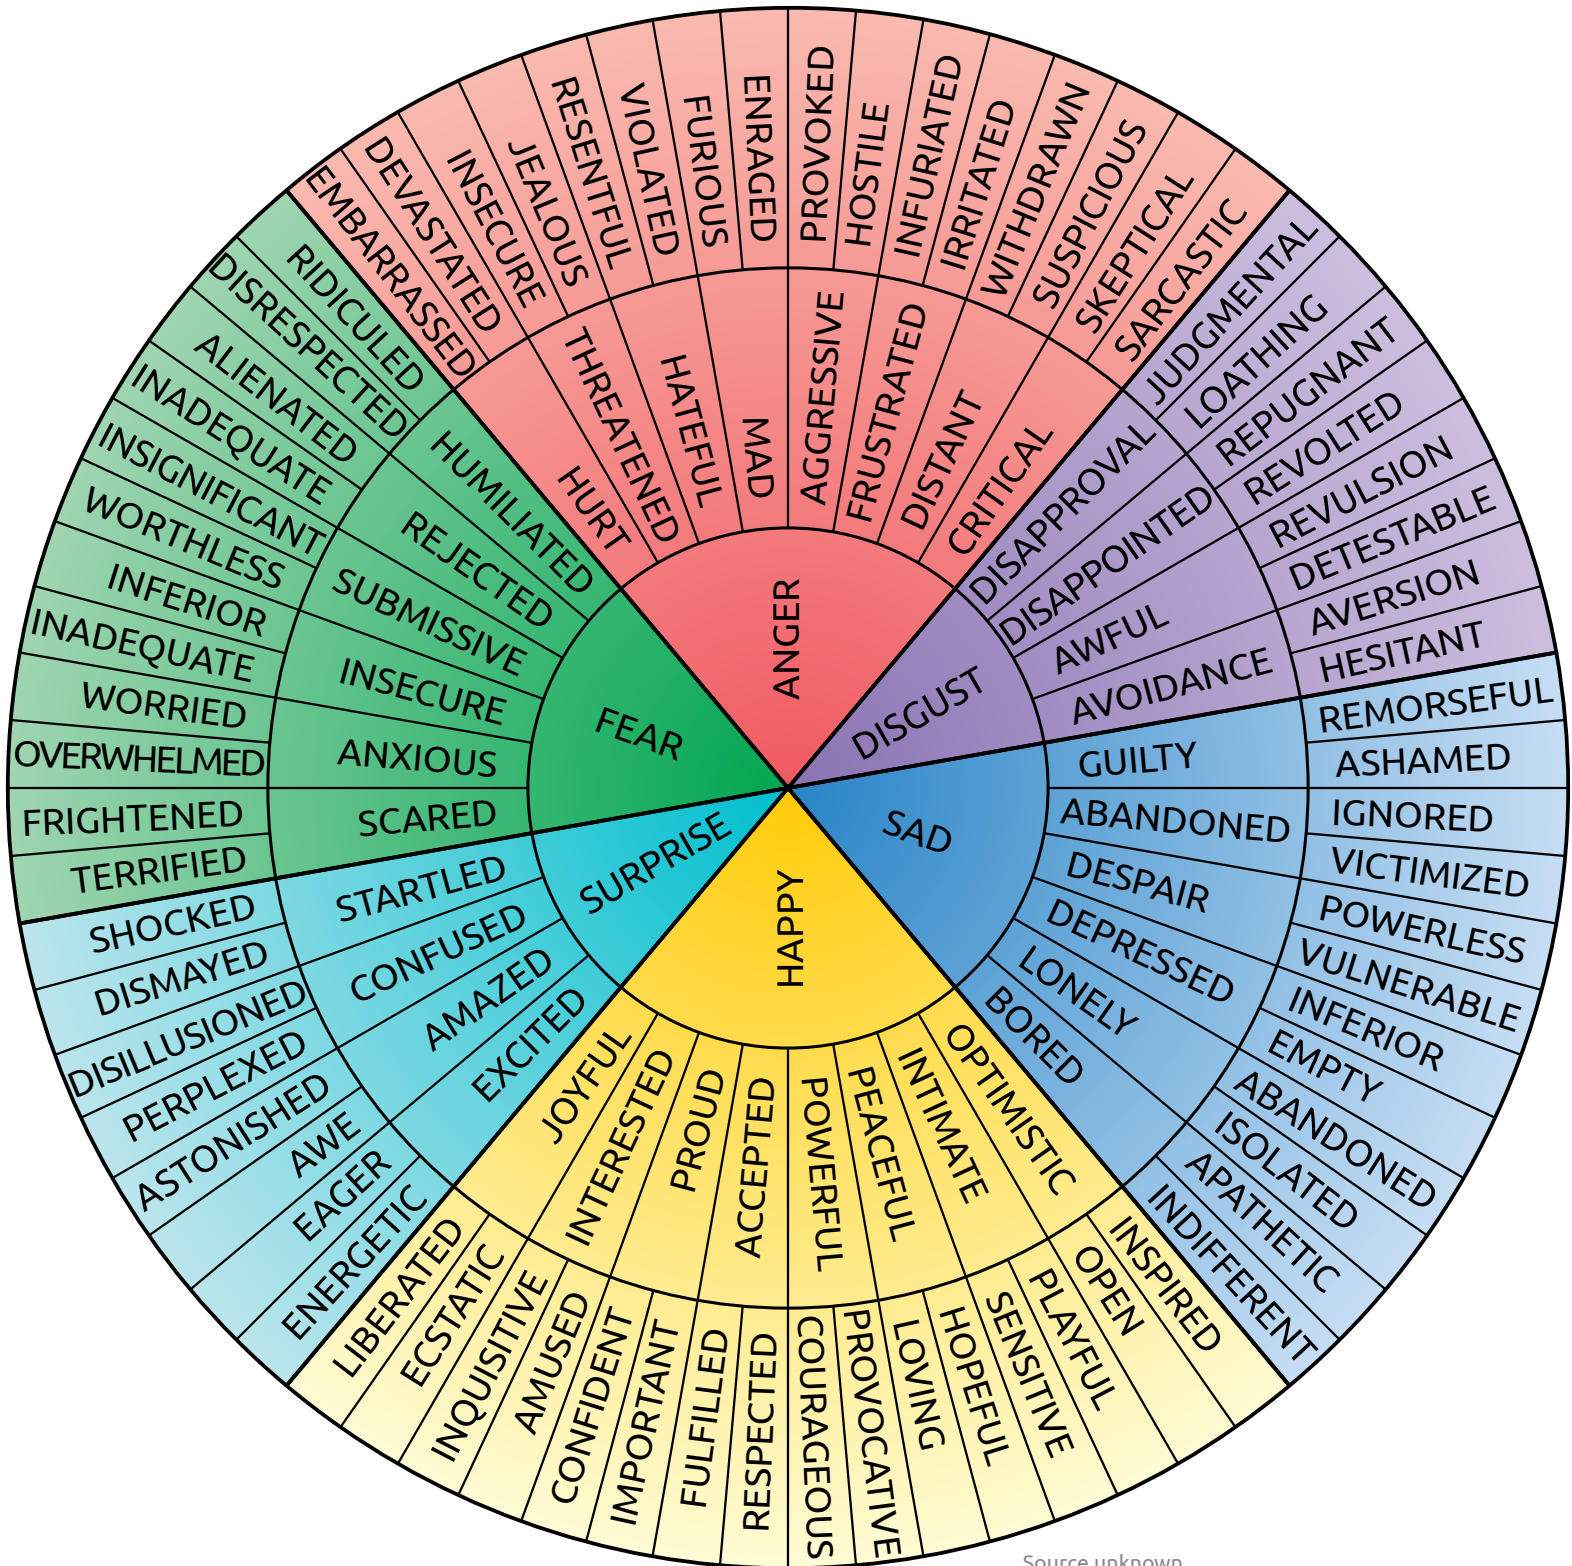 ANGER
DISGUST
SAD
HAPPY
SURPRISE
FEAR
HURT
THREATENED
HATEFUL
MAD
AGGRESSIVE
FRUSTRATED
DISTANT
CRITICAL
DISAPPROVAL
DISAPPOINTED
AWFUL
AVOIDANCE
GUILTY
ABANDONED
DESPAIR
DEPRESSED
LONELY
BORED
OPTIMISTIC
INTIMATE
PEACEFUL
POWERFUL
ACCEPTED
PROUD
INTERESTED
JOYFUL
EXCITED
AMAZED
CONFUSED
STARTLED
SCARED
ANXIOUS
INSECURE
SUBMISSIVE
REJECTED
HUMILIATED
EMBARRASSED
DEVASTATED
INSECURE
JEALOUS
RESENTFUL
VIOLATED
FURIOUS
ENRAGED
PROVOKED
HOSTILE
INFURIATED
IRRITATED
WITHDRAWN
SUSPICIOUS
SKEPTICAL
SARCASTIC
JUDGMENTAL
LOATHING
REPUGNANT
REVOLTED
REVULSION
DETESTABLE
AVERSION
HESITANT
REMORSEFUL
ASHAMED
IGNORED
VICTIMIZED
POWERLESS
VULNERABLE
INFERIOR
EMPTY
ABANDONED
ISOLATED
APATHETIC
INDIFFERENT
INSPIRED
OPEN
PLAYFUL
SENSITIVE
HOPEFUL
LOVING
PROVOCATIVE
COURAGEOUS
RESPECTED
FULFILLED
IMPORTANT
CONFIDENT
AMUSED
INQUISITIVE
ECSTATIC
LIBERATED
ENERGETIC
EAGER
AWE
ASTONISHED
PERPLEXED
DISILLUSIONED
DISMAYED
SHOCKED
TERRIFIED
FRIGHTENED
OVERWHELMED
WORRIED
INADEQUATE
INFERIOR
WORTHLESS
INSIGNIFICANT
INADEQUATE
ALIENATED
DISRESPECTED
RIDICULED
Source unknown